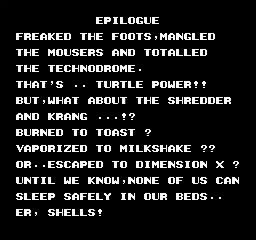 EPILOGUE
FREAKED THE FOOTS,MANGLED
THE MOUSERS AND TOTALLED
THE TECHNODROME.
THAT'S .. TURTLE POWER!!
BUT,WHAT ABOUT THE SHREDDER
AND KRANG ...!?
BURNED TO TOAST ?
VAPORIZED TO MILKSHAKE ??
OR..ESCAPED TO DIMENSION X ?
UNTIL WE KNOW,NONE OF US CAN
SLEEP SAFELY IN OUR BEDS..
ER, SHELLS!